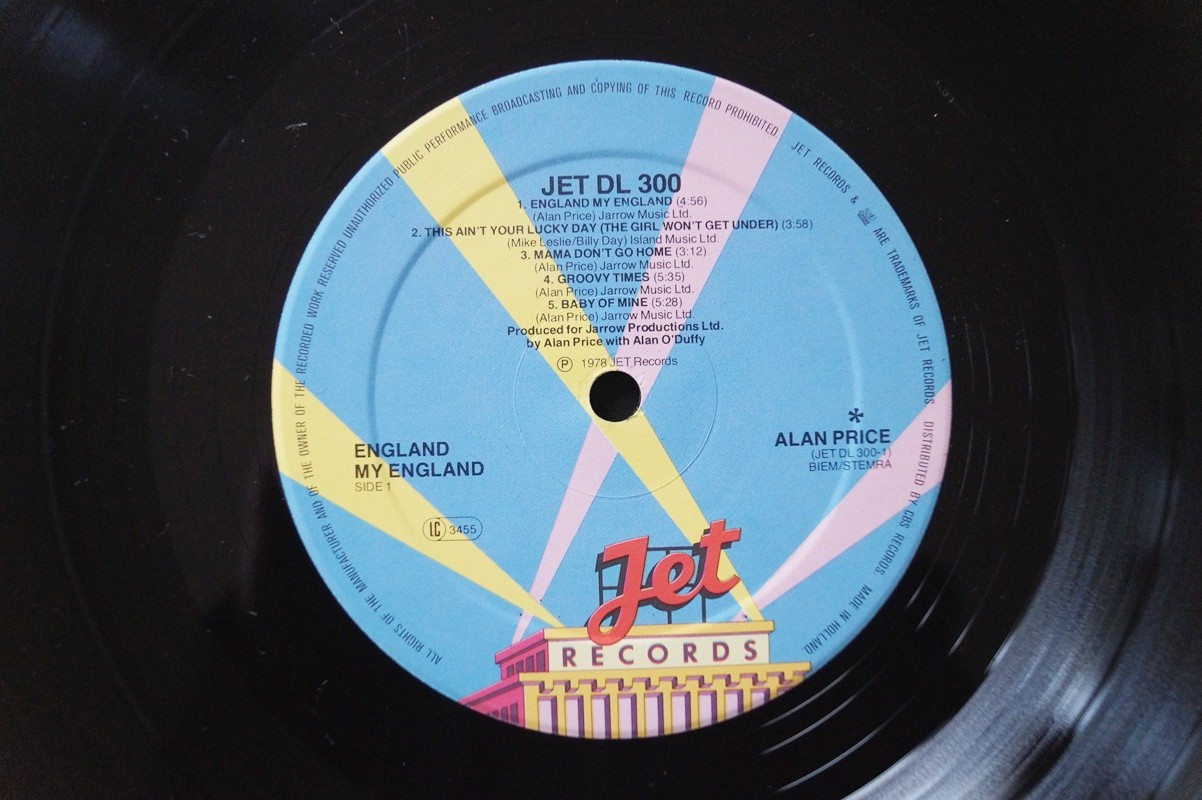 ALL RIGHTS OF THE MANUFACTURER AND OF THE OWNER OF THE RECORDED WORK RESERVED UNAUTHORIZED PUBLIC PERFORMANCE BROADCASTING AND COPYING OF THIS RECORD PROHIBITED
JET RECORDS & ARE TRADEMARKS OF JET RECORDS DISTRIBUTED BY CBS RECORDS. MADE IN HOLLAND.
JET DL 300
1. ENGLAND MY ENGLAND (4:56)
(Alan Price) Jarrow Music Ltd.
2. THIS AIN'T YOUR LUCKY DAY (THE GIRL WON'T GET UNDER) (3:58)
(Mike Leslie/Billy Day) Island Music Ltd.
3. MAMA DON'T GO HOME (3:12)
(Alan Price) Jarrow Music Ltd.
4. GROOVY TIMES (5:35)
(Alan Price) Jarrow Music Ltd.
5. BABY OF MINE (5:28)
(Alan Price) Jarrow Music Ltd.
Produced for Jarrow Productions Ltd.
by Alan Price with Alan O'Duffy
Ⓟ 1978 JET Records
ENGLAND
MY ENGLAND
SIDE 1
LC 3455
*
ALAN PRICE
(JET DL 300-1)
BIEM/STEMRA
Jet
RECORDS